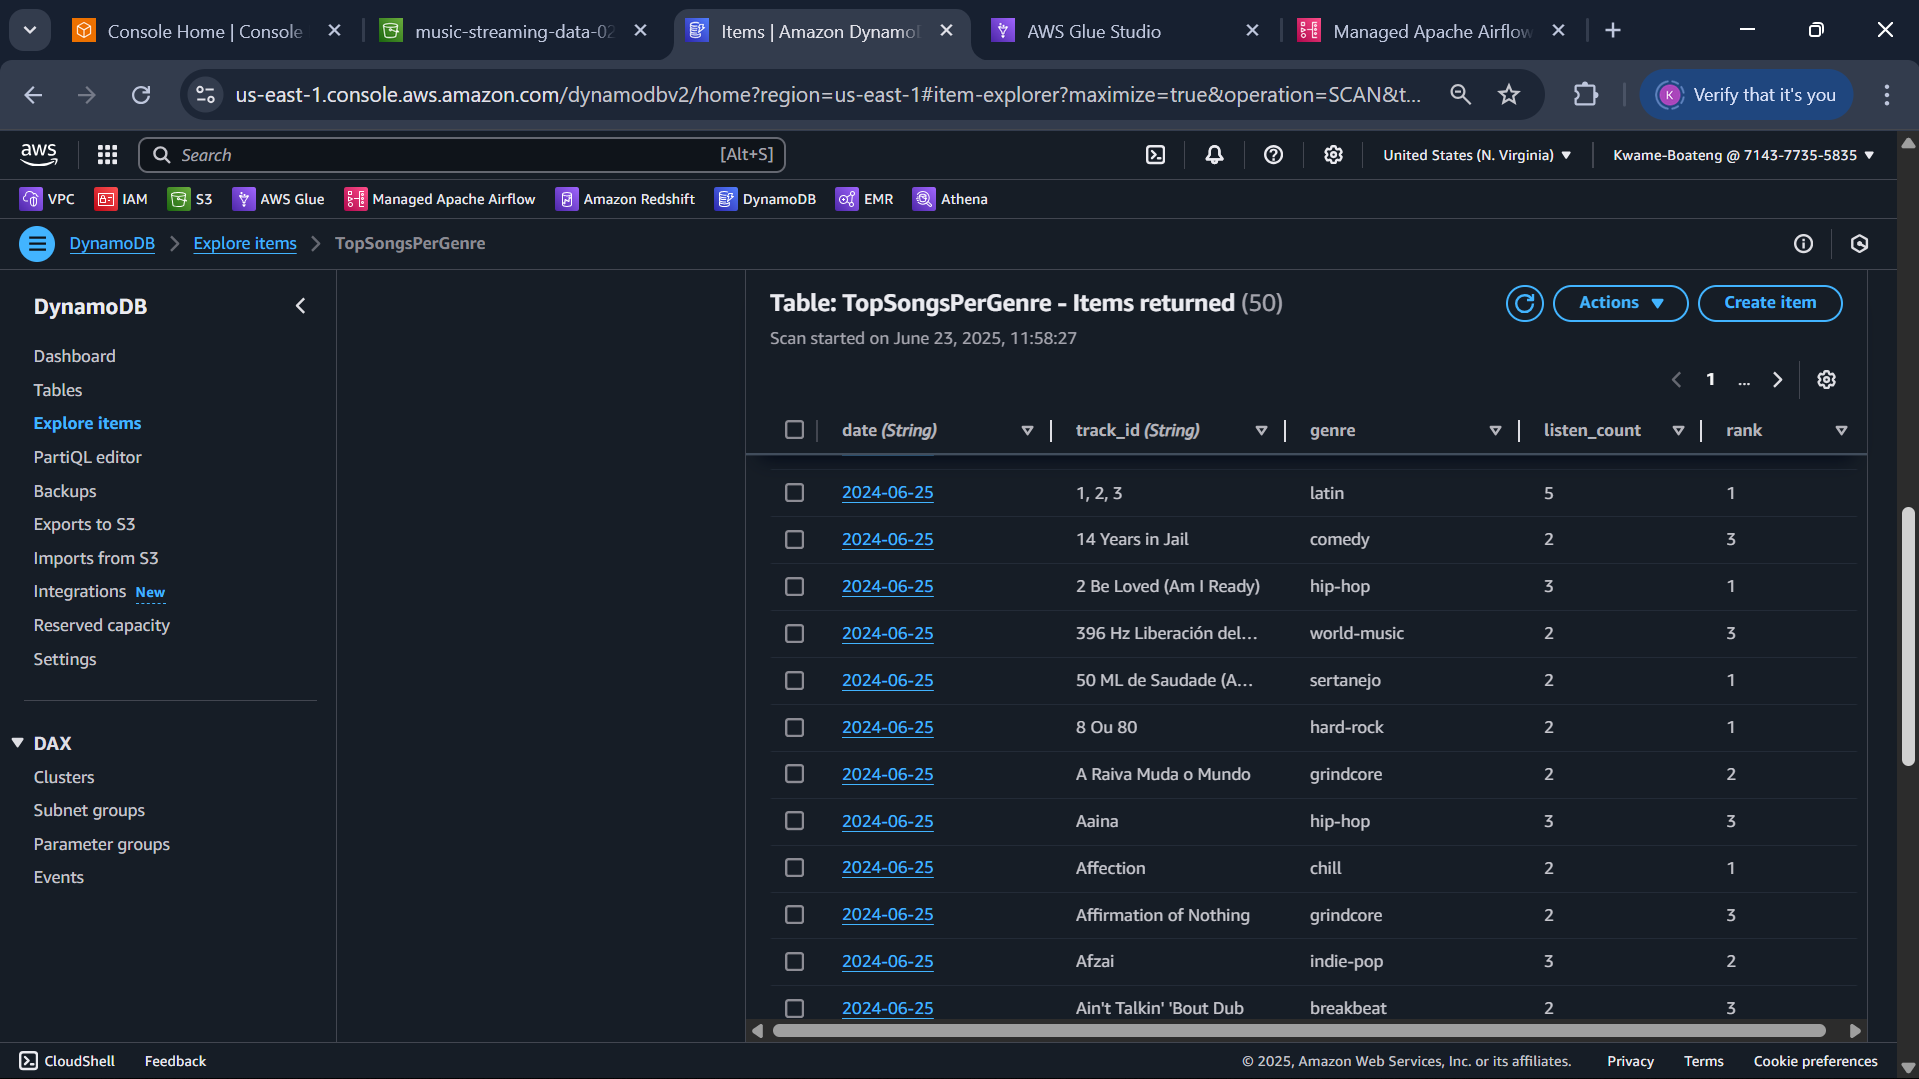 Console Home | Console
music-streaming-data-02
Items | Amazon Dynamo
AWS Glue Studio
Managed Apache Airflow
us-east-1.console.aws.amazon.com/dynamodbv2/home?region=us-east-1#item-explorer?maximize=true&operation=SCAN&t...
K
Verify that it's you
aws
Search
[Alt+S]
United States (N. Virginia)
Kwame-Boateng @ 7143-7735-5835
VPC
IAM
S3
AWS Glue
Managed Apache Airflow
Amazon Redshift
DynamoDB
EMR
Athena
DynamoDB
Explore items
TopSongsPerGenre
DynamoDB
Dashboard
Tables
Explore items
PartiQL editor
Backups
Exports to S3
Imports from S3
Integrations New
Reserved capacity
Settings
DAX
Clusters
Subnet groups
Parameter groups
Events
Table: TopSongsPerGenre - Items returned (50)
Scan started on June 23, 2025, 11:58:27
Actions
Create item
1 ...
date (String) track_id (String) genre listen_count rank
2024-06-25 1, 2, 3 latin 5 1
2024-06-25 14 Years in Jail comedy 2 3
2024-06-25 2 Be Loved (Am I Ready) hip-hop 3 1
2024-06-25 396 Hz Liberación del... world-music 2 3
2024-06-25 50 ML de Saudade (A... sertanejo 2 1
2024-06-25 8 Ou 80 hard-rock 2 1
2024-06-25 A Raiva Muda o Mundo grindcore 2 2
2024-06-25 Aaina hip-hop 3 3
2024-06-25 Affection chill 2 1
2024-06-25 Affirmation of Nothing grindcore 2 3
2024-06-25 Afzai indie-pop 3 2
2024-06-25 Ain't Talkin' 'Bout Dub breakbeat 2 3
CloudShell
Feedback
© 2025, Amazon Web Services, Inc. or its affiliates.
Privacy
Terms
Cookie preferences